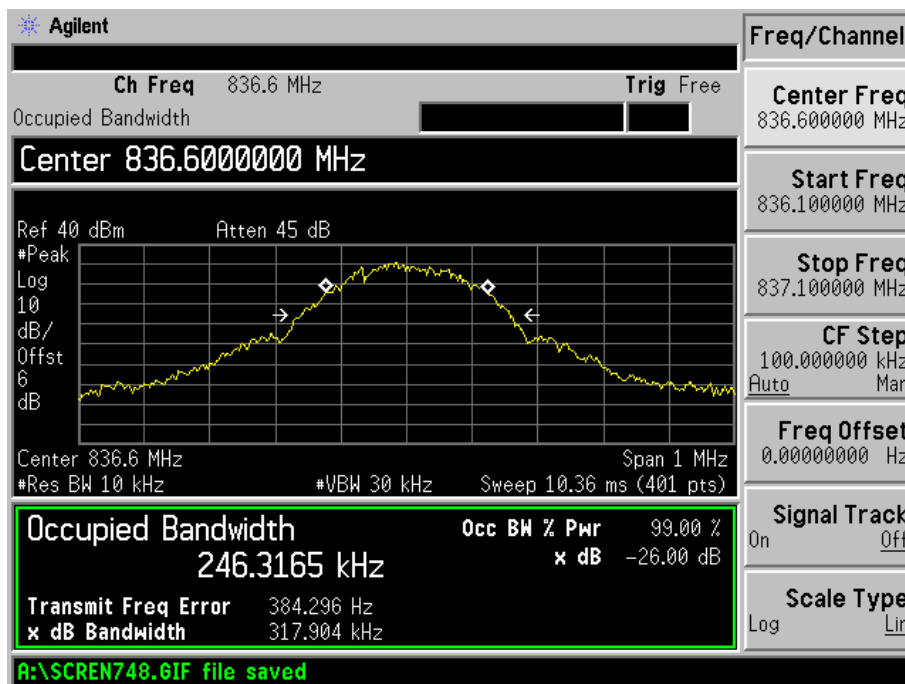 Agilent
Freq/Channel
Ch Freq 836.6 MHz Trig Free
Occupied Bandwidth
Center 836.6000000 MHz
Ref 40 dBm Atten 45 dB
#Peak
Log
10
dB/
Offst
6
dB
Center 836.6 MHz Span 1 MHz
#Res BW 10 kHz #VBW 30 kHz Sweep 10.36 ms (401 pts)
Occupied Bandwidth
246.3165 kHz
Occ BW % Pwr 99.00 %
x dB -26.00 dB
Transmit Freq Error 384.296 Hz
x dB Bandwidth 317.904 kHz
A:\SCREN748.GIF file saved
Center Freq
836.600000 MHz
Start Freq
836.100000 MHz
Stop Freq
837.100000 MHz
CF Step
100.000000 kHz
Auto Man
Freq Offset
0.00000000 Hz
Signal Track
On Off
Scale Type
Log Lin